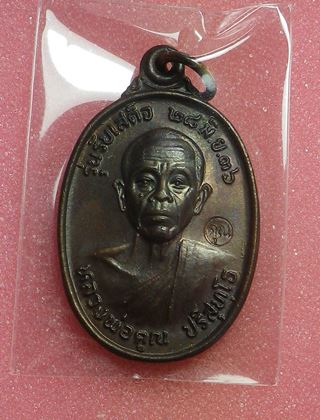 รุ่นรับเสด็จ ๒๘ มิ.ย.๓๖
คูณ
หลวงพ่อคูณ ปริสุทฺโธ